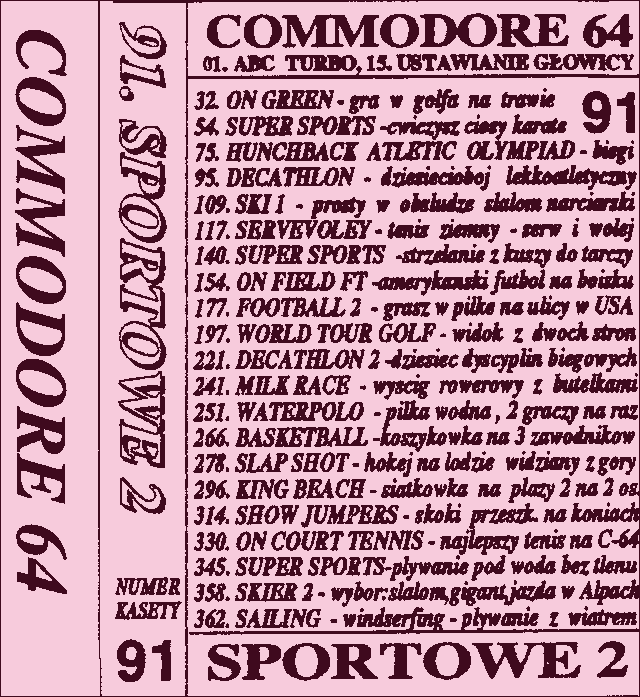 COMMODORE 64
91. SPORTOWE 2
NUMER
KASETY
91
COMMODORE 64
01. ABC TURBO, 15. USTAWIANIE GŁOWICY
91
32. ON GREEN - gra w golfa na trawie
54. SUPER SPORTS -cwiczysz ciosy karate
75. HUNCHBACK ATLETIC OLYMPIAD - biegi
95. DECATHLON - dziesiecioboj lekkoatletyczny
109. SKI 1 - prosty w obsludze slalom narciarski
117. SERVEVOLEY - tenis ziemny - serw i wolej
140. SUPER SPORTS -strzelanie z kuszy do tarczy
154. ON FIELD FT -amerykanski futbol na boisku
177. FOOTBALL 2 - grasz w pilke na ulicy w USA
197. WORLD TOUR GOLF - widok z dwoch stron
221. DECATHLON 2 -dziesiec dyscyplin biegowych
241. MILK RACE - wyscig rowerowy z butelkami
251. WATERPOLO - pilka wodna , 2 graczy na raz
266. BASKETBALL -koszykowka na 3 zawodnikow
278. SLAP SHOT - hokej na lodzie widziany z gory
296. KING BEACH - siatkowka na plazy 2 na 2 os.
314. SHOW JUMPERS - skoki przeszk. na koniach
330. ON COURT TENNIS - najlepszy tenis na C-64
345. SUPER SPORTS-plywanie pod woda bez tlenu
358. SKIER 2 - wybor:slalom,gigant,jazda w Alpach
362. SAILING - windserfing - plywanie z wiatrem
SPORTOWE 2